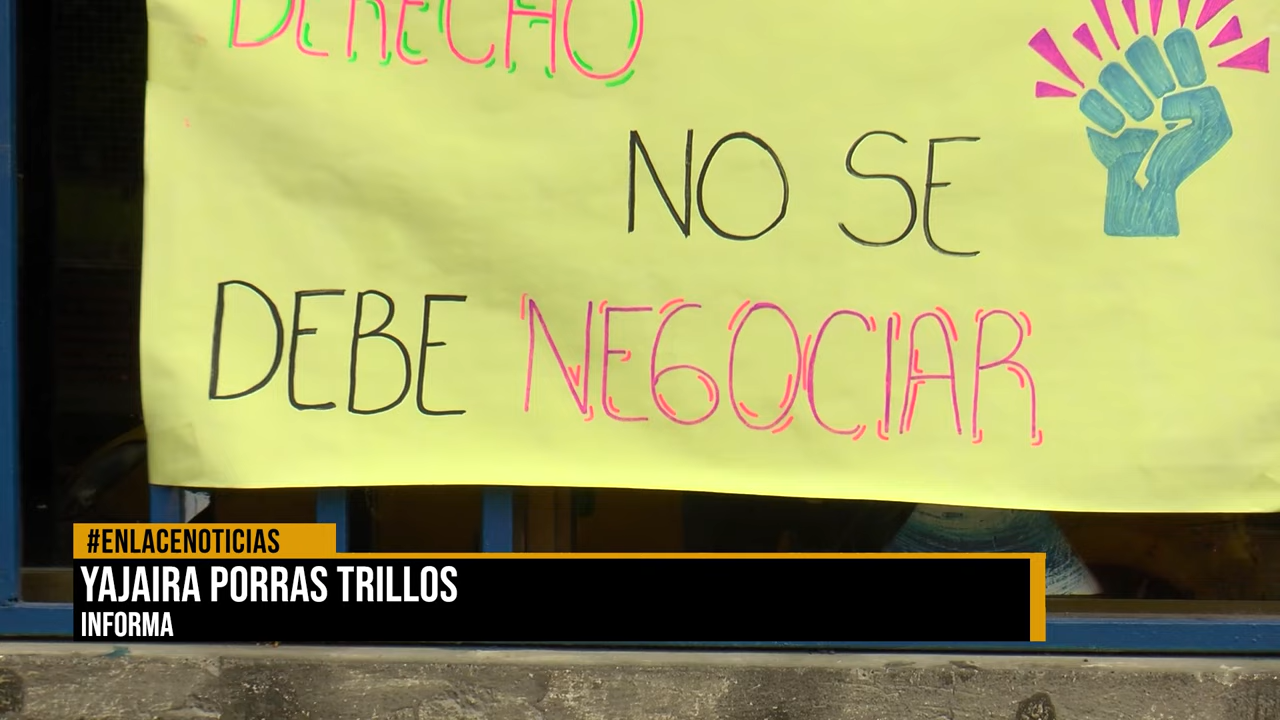 DERECHO
NO SE
DEBE NEGOCIAR
#ENLACENOTICIAS
YAJAIRA PORRAS TRILLOS
INFORMA